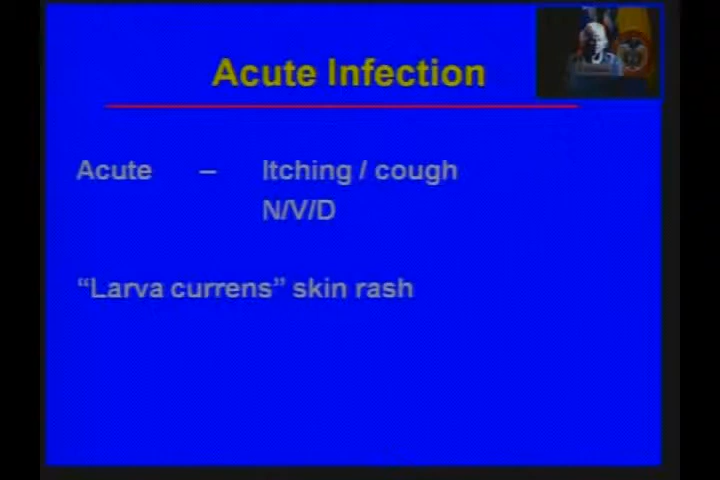 Acute Infection
Acute – Itching / cough
N/V/D
“Larva currens” skin rash